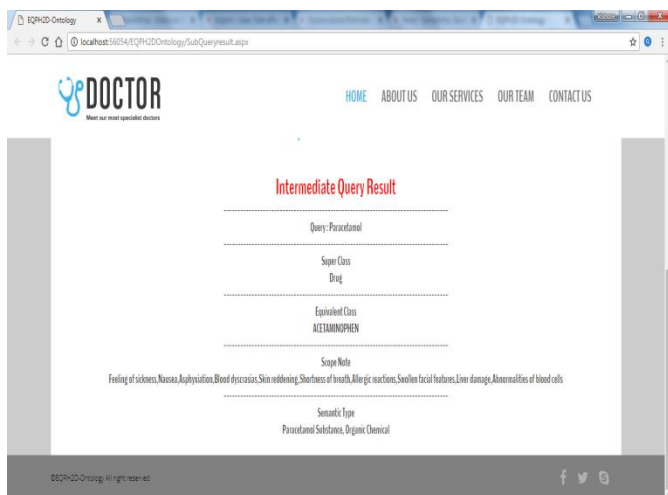 EQPH2D-Ontology
localhost:56054/EQPH2DOntology/SubQueryresult.aspx
DOCTOR
Meet our most specialist doctors
HOME ABOUT US OUR SERVICES OUR TEAM CONTACT US
Intermediate Query Result
Query : Paracetamol
Super Class
Drug
Equivalent Class
ACETAMINOPHEN
Scope Note
Feeling of sickness,Nausea,Asphyxiation,Blood dyscrasias,Skin reddening,Shortness of breath,Allergic reactions,Swollen facial features,Liver damage,Abnormalities of blood cells
Semantic Type
Paracetamol Substance, Organic Chemical
©EQPH2D-Ontology All right reserved